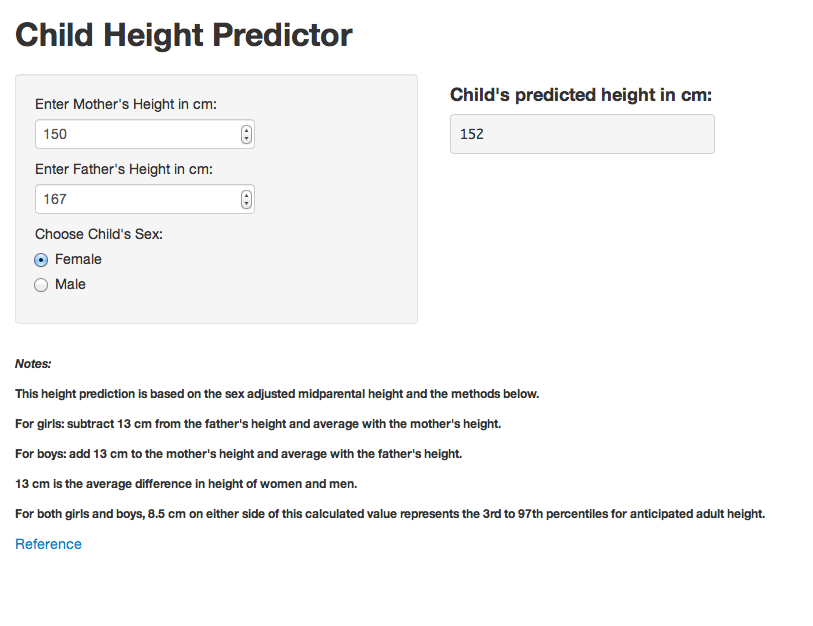 Child Height Predictor
Enter Mother's Height in cm:
150
Enter Father's Height in cm:
167
Choose Child's Sex:
Female
Male
Child's predicted height in cm:
152
Notes:
This height prediction is based on the sex adjusted midparental height and the methods below.
For girls: subtract 13 cm from the father's height and average with the mother's height.
For boys: add 13 cm to the mother's height and average with the father's height.
13 cm is the average difference in height of women and men.
For both girls and boys, 8.5 cm on either side of this calculated value represents the 3rd to 97th percentiles for anticipated adult height.
Reference